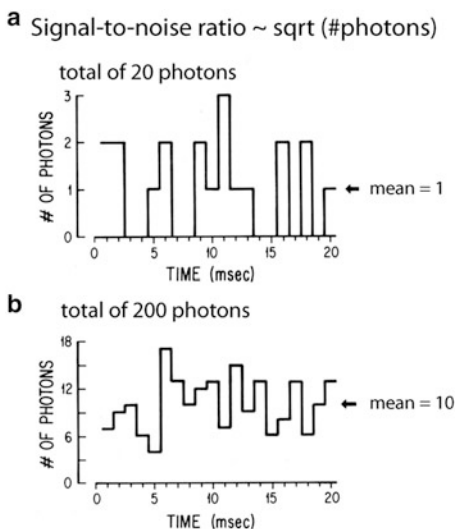 a Signal-to-noise ratio ~ sqrt (#photons)
total of 20 photons
# OF PHOTONS
3
2
1
0
mean = 1
0 5 10 15 20
TIME (msec)
b total of 200 photons
# OF PHOTONS
18
12
6
0
mean = 10
0 5 10 15 20
TIME (msec)